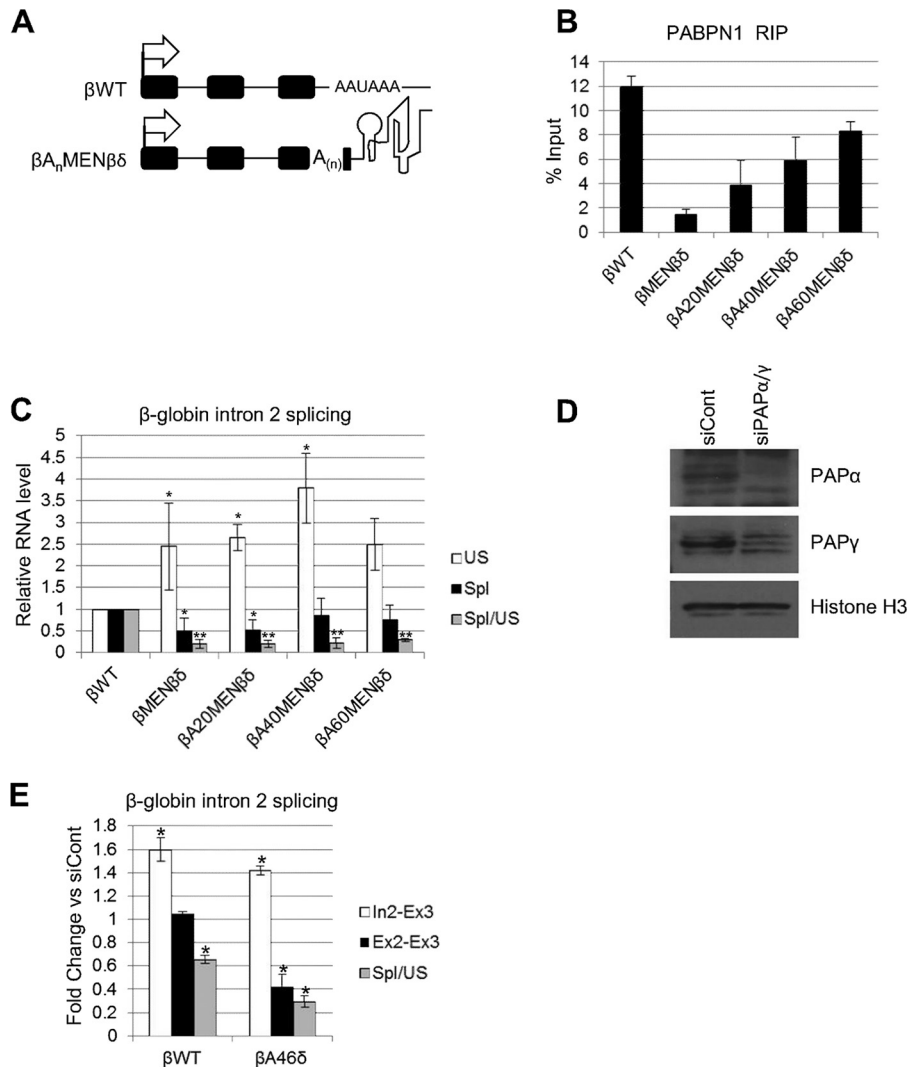 A
βWT
AAUAAA
βAnMENβδ
A(n)
B
PABPN1 RIP
% Input
14
12
10
8
6
4
2
0
βWT
βMENβδ
βA20MENβδ
βA40MENβδ
βA60MENβδ
C
β-globin intron 2 splicing
Relative RNA level
5
4.5
4
3.5
3
2.5
2
1.5
1
0.5
0
*
*
**
*
*
**
*
**
**
US
Spl
Spl/US
βWT
βMENβδ
βA20MENβδ
βA40MENβδ
βA60MENβδ
D
siCont
siPAPα/γ
PAPα
PAPγ
Histone H3
E
β-globin intron 2 splicing
Fold Change vs siCont
1.8
1.6
1.4
1.2
1
0.8
0.6
0.4
0.2
0
*
*
*
*
*
In2-Ex3
Ex2-Ex3
Spl/US
βWT
βA46δ